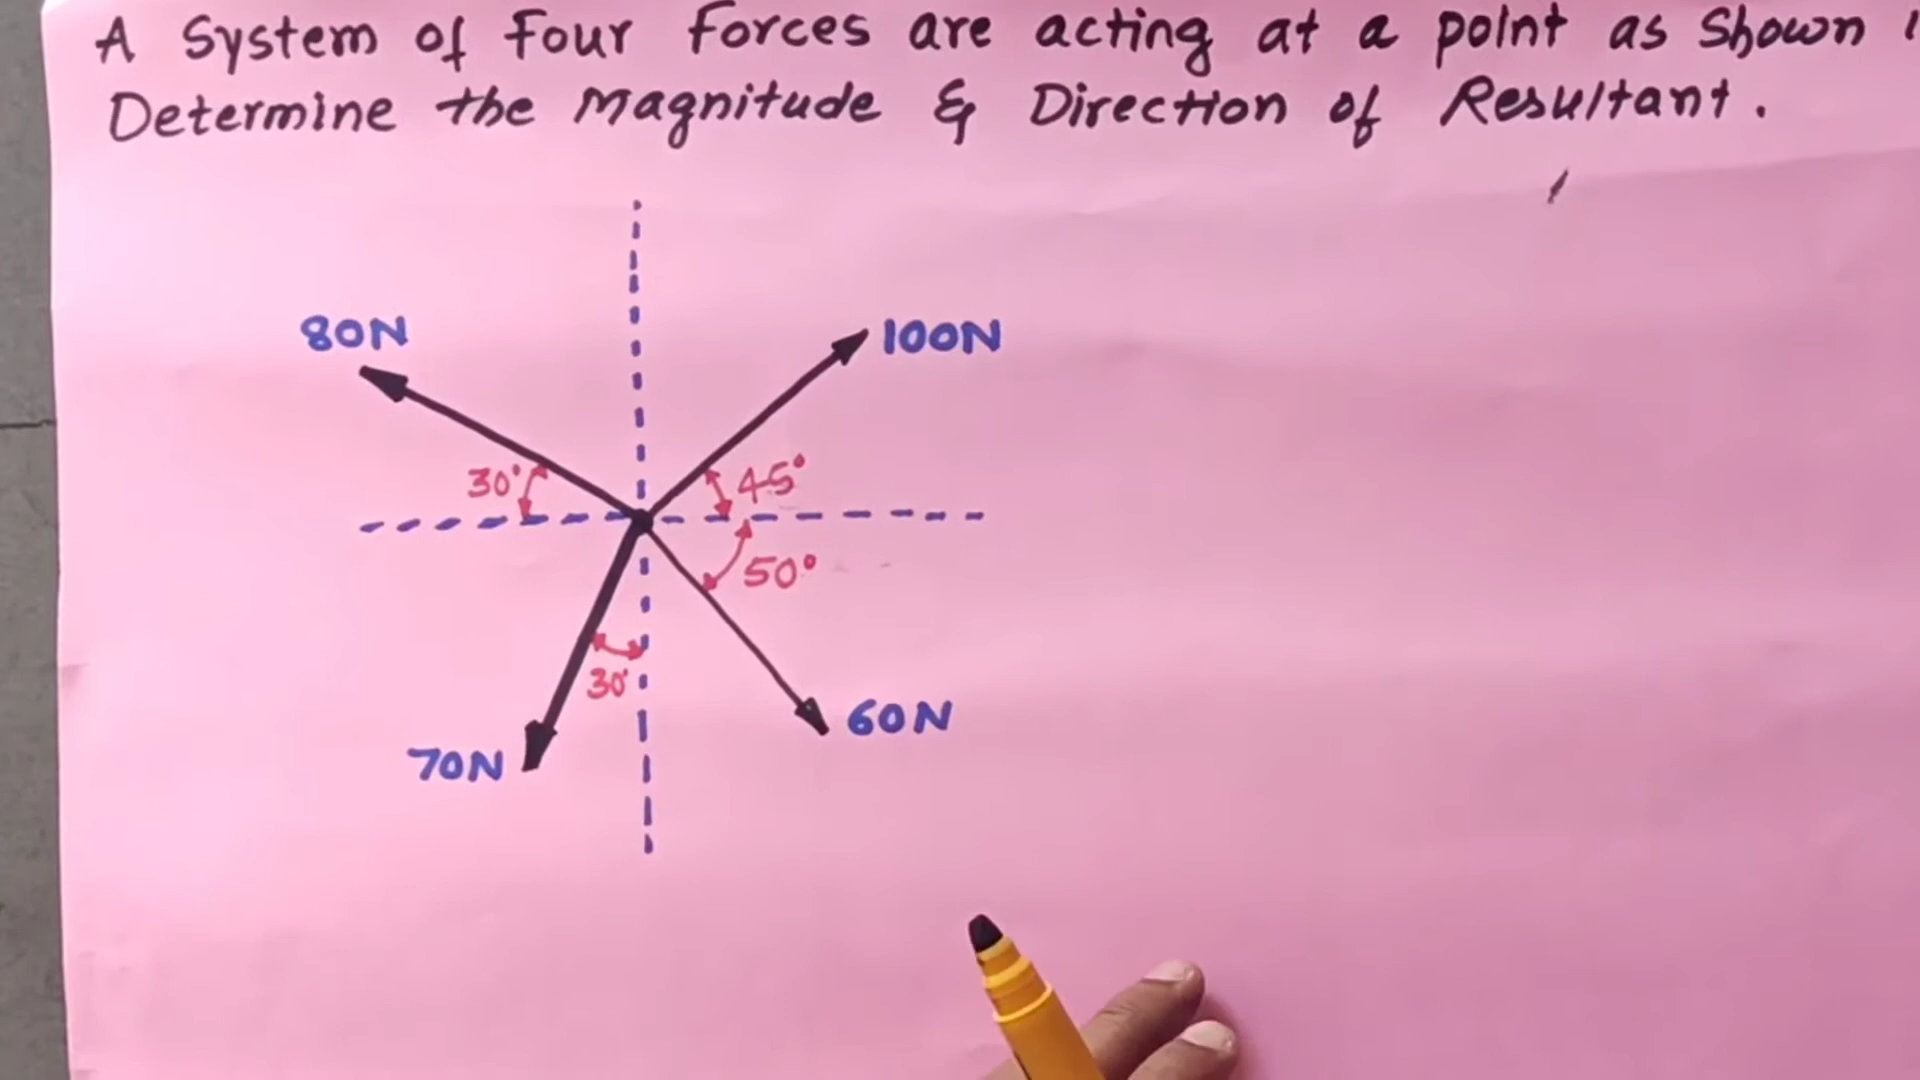 A System of Four Forces are acting at a point as Shown
Determine the Magnitude & Direction of Resultant.
80N
100N
30°
45°
50°
30°
60N
70N